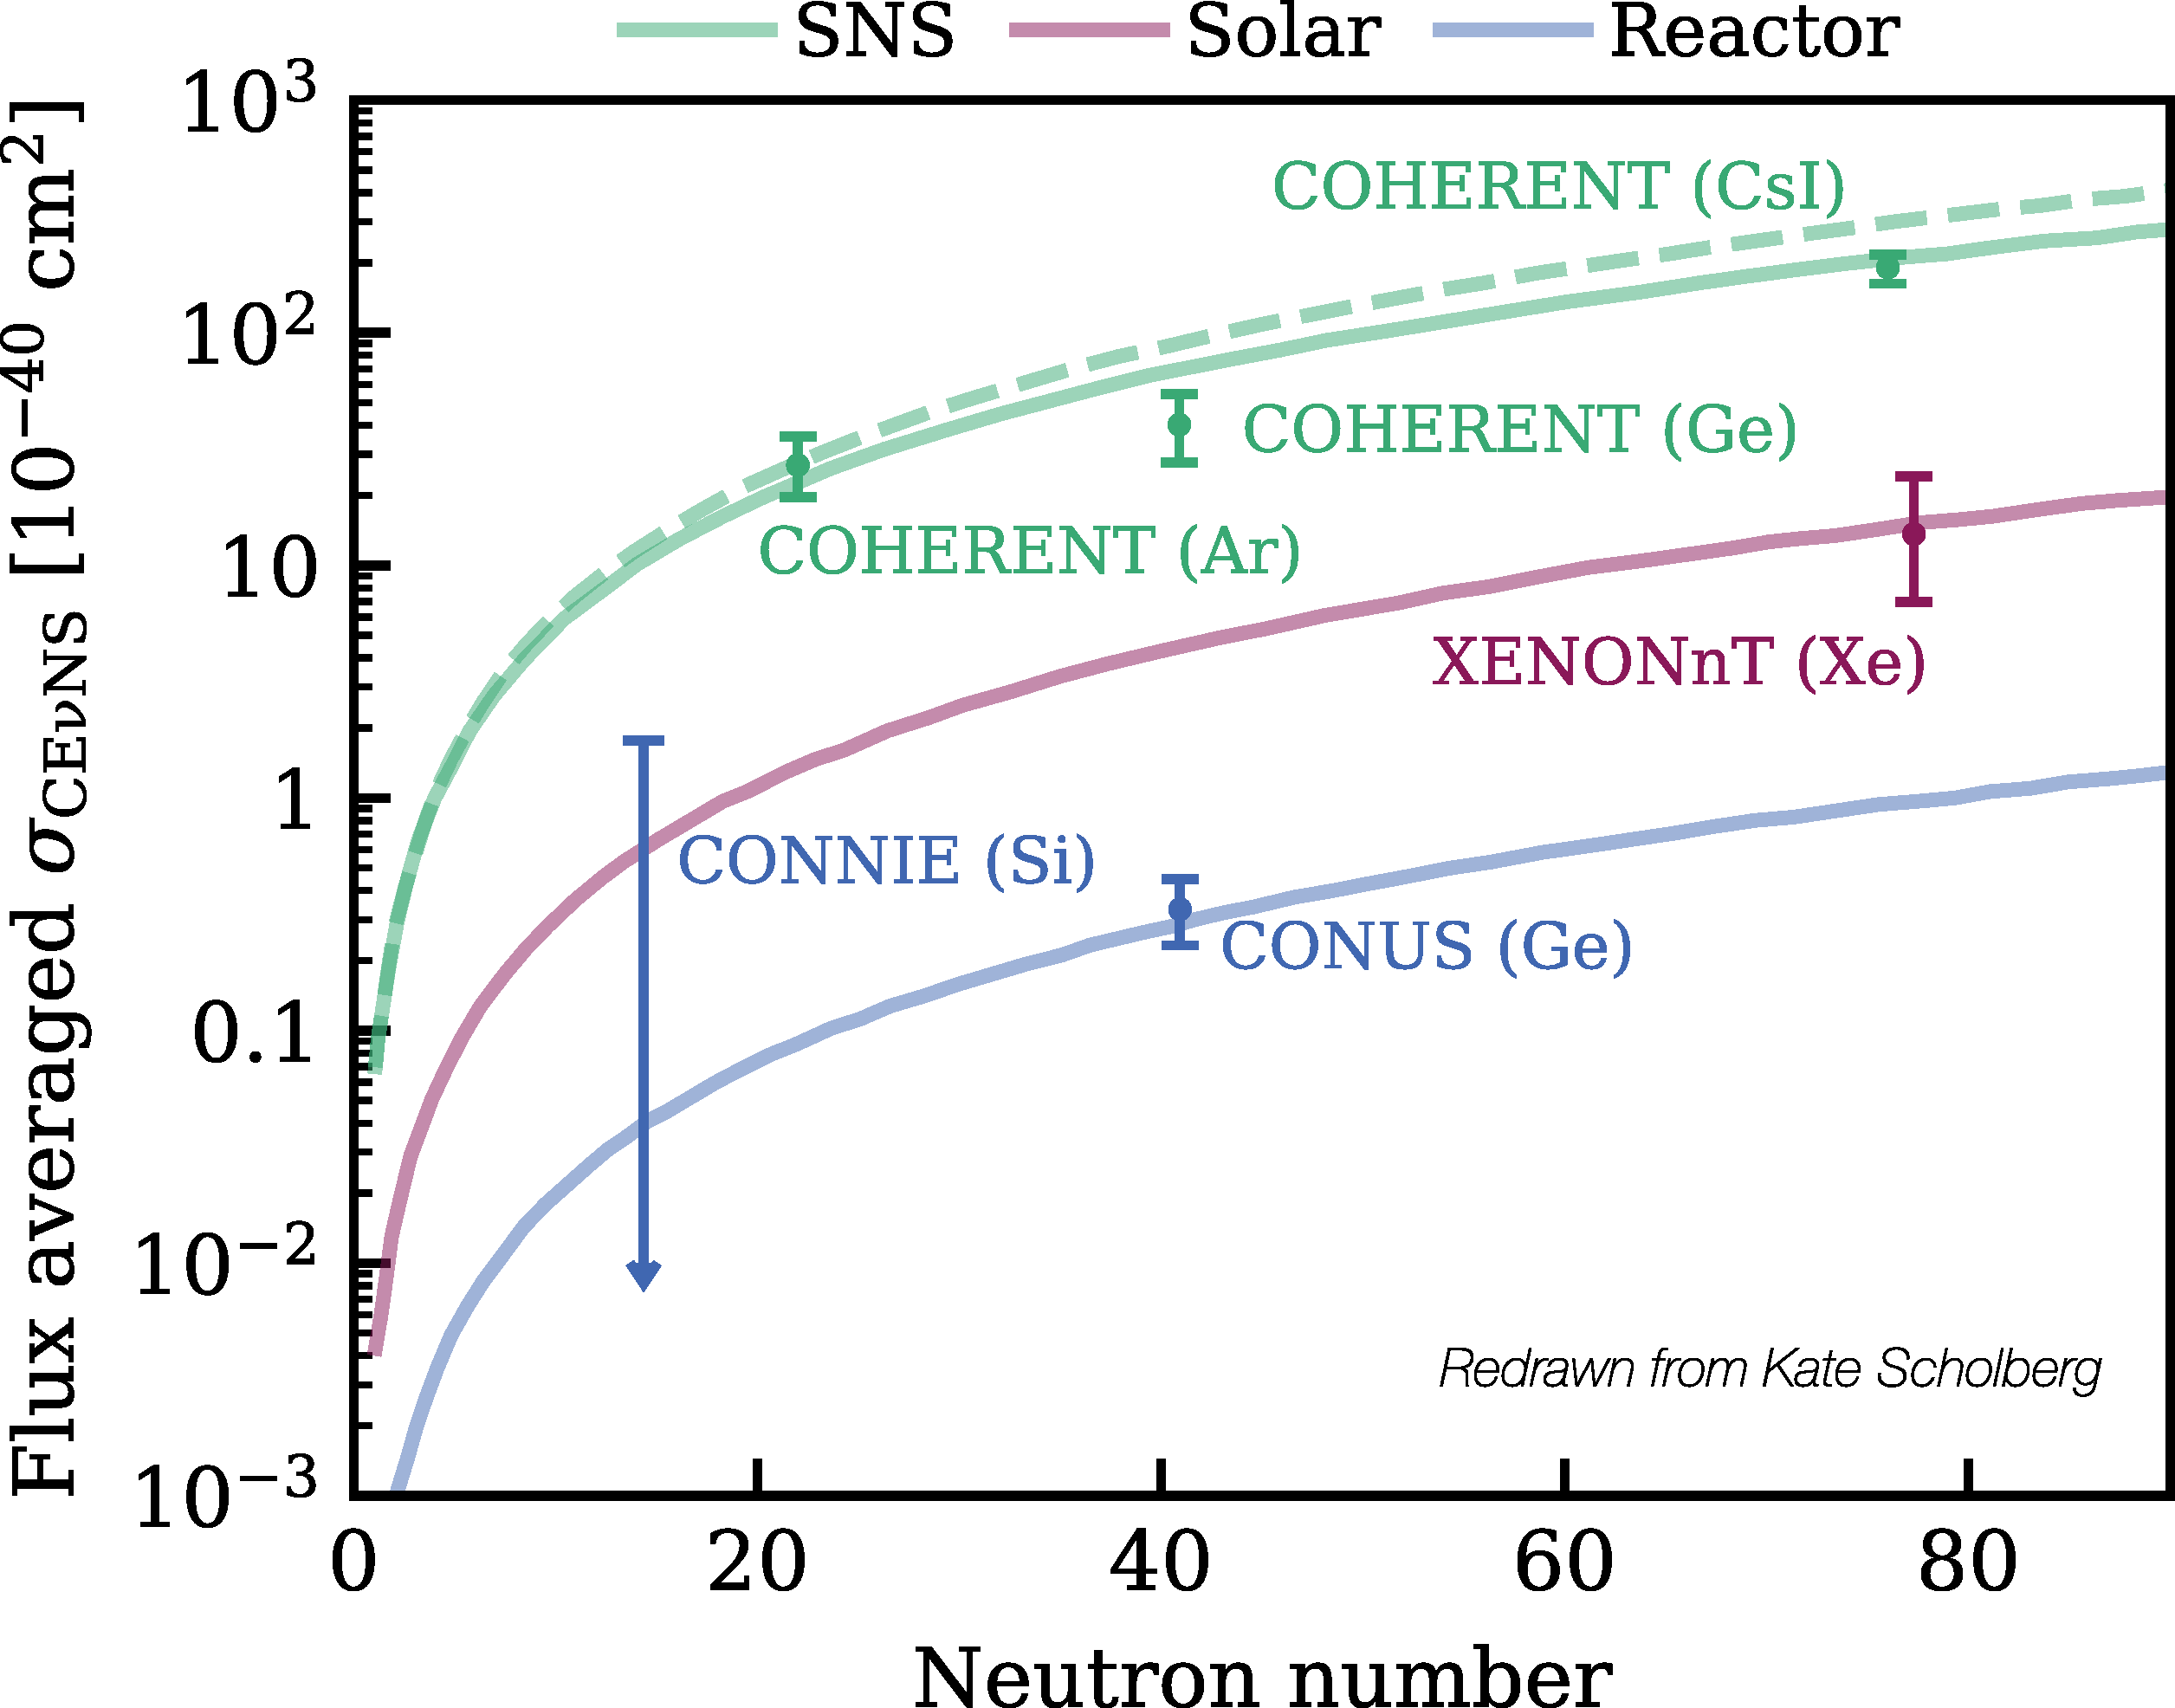 SNS Solar Reactor
Flux averaged σCEνNS [10⁻⁴⁰ cm²]
10³
10²
10
1
0.1
10⁻²
10⁻³
COHERENT (CsI)
COHERENT (Ge)
COHERENT (Ar)
XENONnT (Xe)
CONNIE (Si)
CONUS (Ge)
Redrawn from Kate Scholberg
0 20 40 60 80
Neutron number